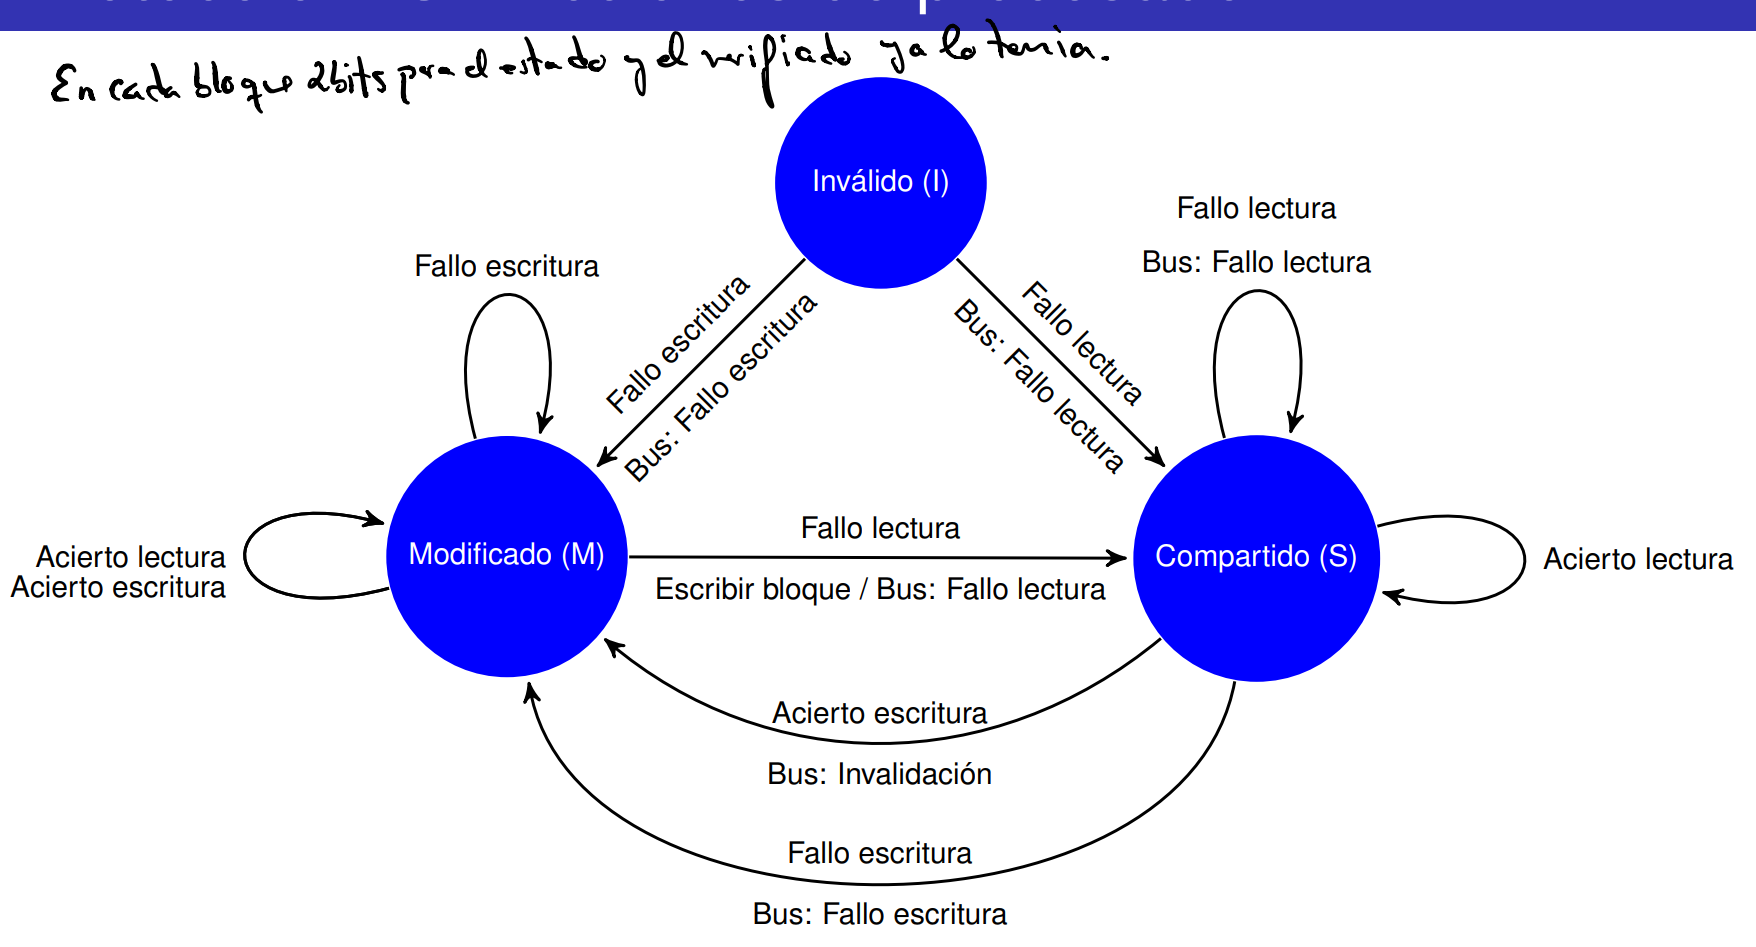 En cada bloque 2bits para el estado y el verifiado ya lo tenia.
Inválido (I)
Fallo lectura
Bus: Fallo lectura
Fallo escritura
Fallo escritura
Bus: Fallo escritura
Fallo lectura
Bus: Fallo lectura
Acierto lectura
Acierto escritura
Modificado (M)
Fallo lectura
Escribir bloque / Bus: Fallo lectura
Compartido (S)
Acierto lectura
Acierto escritura
Bus: Invalidación
Fallo escritura
Bus: Fallo escritura